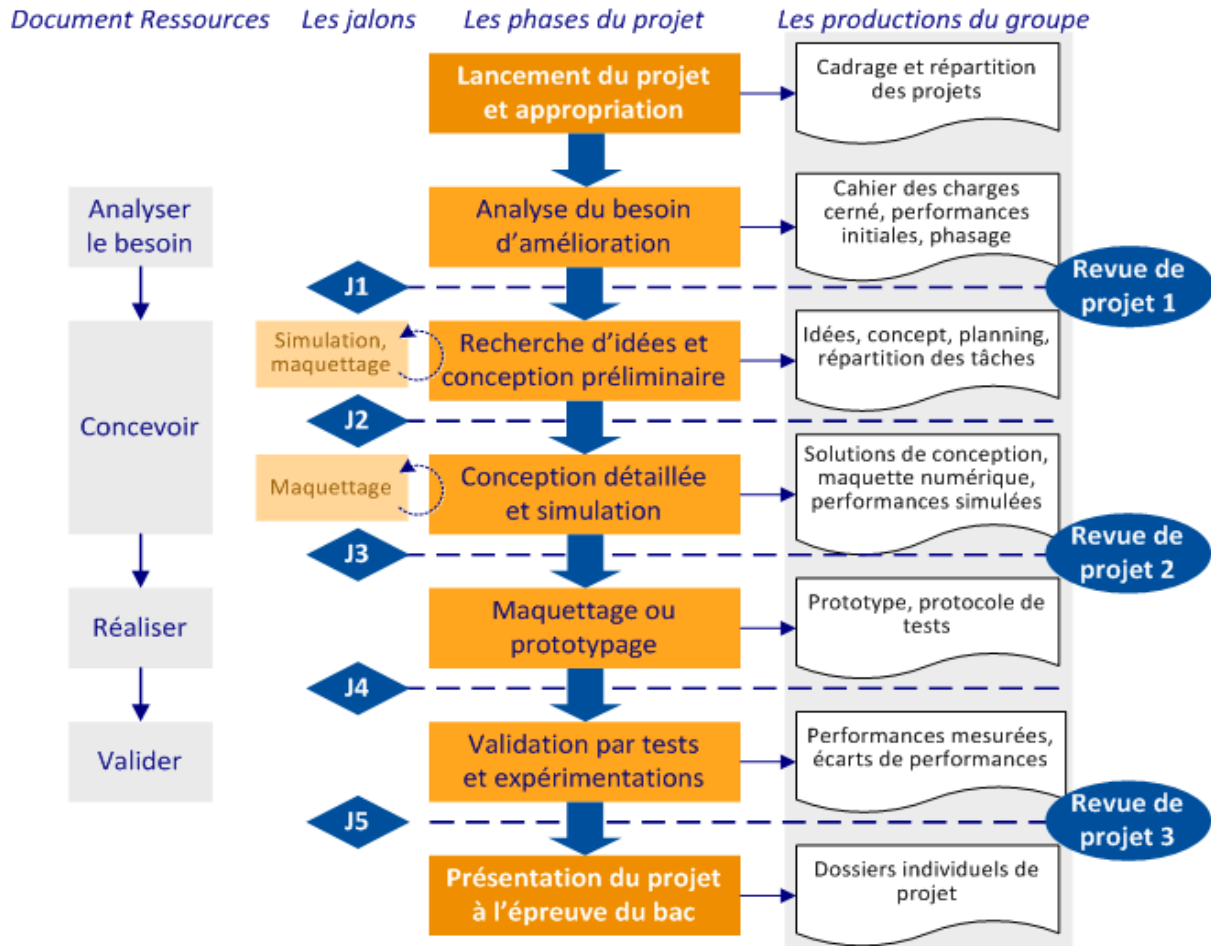 Document Ressources
Les jalons
Les phases du projet
Les productions du groupe
Lancement du projet
et appropriation
Cadrage et répartition
des projets
Analyser
le besoin
Analyse du besoin
d'amélioration
Cahier des charges
cerné, performances
initiales, phasage
J1
Revue de
projet 1
Concevoir
Simulation,
maquettage
Recherche d'idées et
conception préliminaire
Idées, concept, planning,
répartition des tâches
J2
Maquettage
Conception détaillée
et simulation
Solutions de conception,
maquette numérique,
performances simulées
J3
Revue de
projet 2
Réaliser
Maquettage ou
prototypage
Prototype, protocole de
tests
J4
Valider
Validation par tests
et expérimentations
Performances mesurées,
écarts de performances
J5
Revue de
projet 3
Présentation du projet
à l'épreuve du bac
Dossiers individuels de
projet